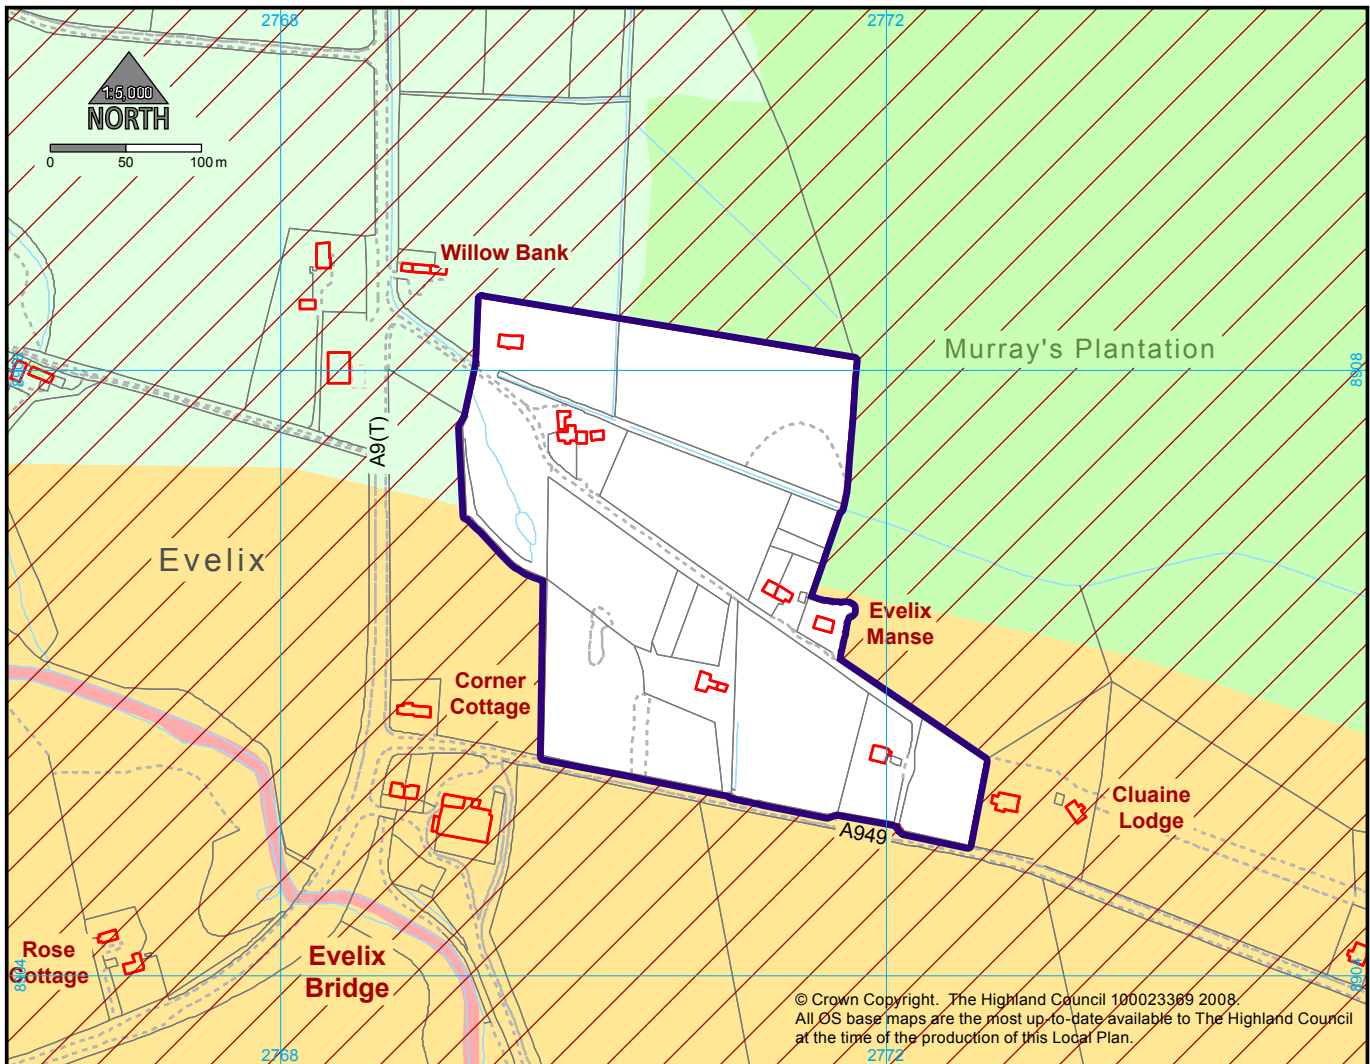 2768
2772
1:5,000
NORTH
0 50 100 m
Willow Bank
Murray's Plantation
8908
8908
A9(T)
Evelix
Evelix
Manse
Corner
Cottage
Cluaine
Lodge
A949
Rose
Cottage
Evelix
Bridge
8904
8904
© Crown Copyright. The Highland Council 100023369 2008.
All OS base maps are the most up-to-date available to The Highland Council
at the time of the production of this Local Plan.
2768
2772